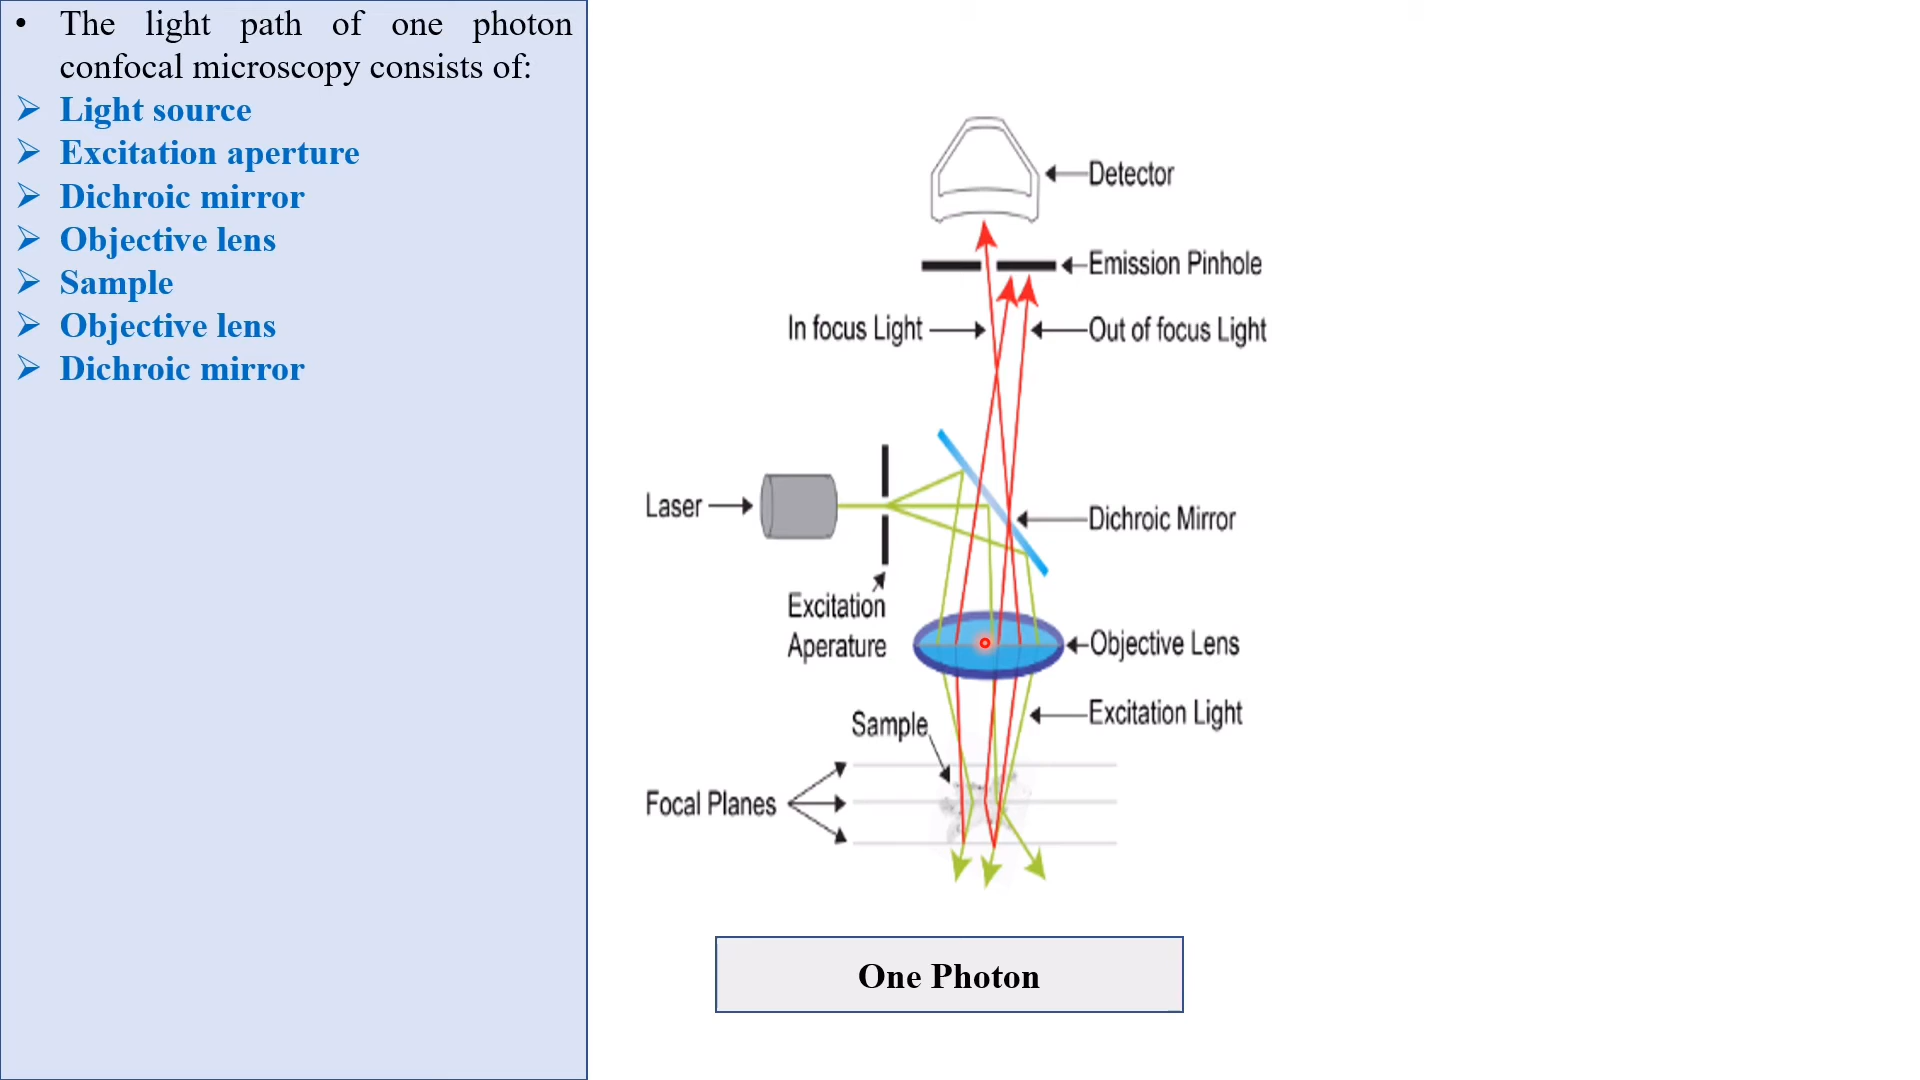 • The light path of one photon
confocal microscopy consists of:
➢ Light source
➢ Excitation aperture
➢ Dichroic mirror
➢ Objective lens
➢ Sample
➢ Objective lens
➢ Dichroic mirror
Detector
Emission Pinhole
In focus Light
Out of focus Light
Laser
Dichroic Mirror
Excitation
Aperature
Objective Lens
Excitation Light
Sample
Focal Planes
One Photon